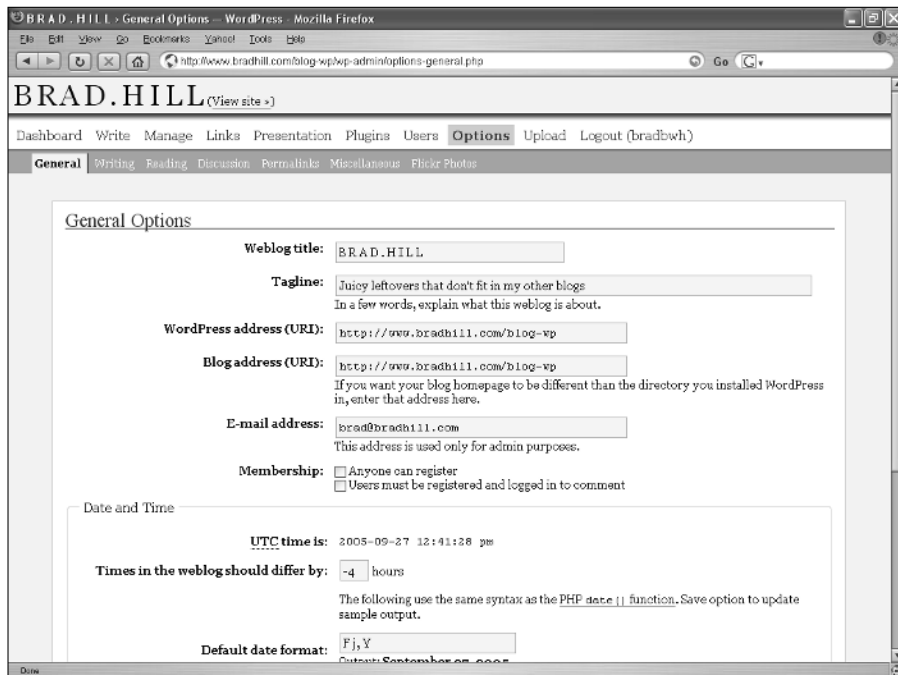 BRAD.HILL › General Options — WordPress - Mozilla Firefox
File Edit View Go Bookmarks Yahoo! Tools Help
http://www.bradhill.com/blog-wp/wp-admin/options-general.php Go
BRAD.HILL (View site »)
Dashboard Write Manage Links Presentation Plugins Users Options Upload Logout (bradbwh)
General Writing Reading Discussion Permalinks Miscellaneous Flickr Photos
General Options
Weblog title: BRAD.HILL
Tagline: Juicy leftovers that don't fit in my other blogs
In a few words, explain what this weblog is about.
WordPress address (URI): http://www.bradhill.com/blog-wp
Blog address (URI): http://www.bradhill.com/blog-wp
If you want your blog homepage to be different than the directory you installed WordPress
in, enter that address here.
E-mail address: brad@bradhill.com
This address is used only for admin purposes.
Membership: Anyone can register
Users must be registered and logged in to comment
Date and Time
UTC time is: 2005-09-27 12:41:28 pm
Times in the weblog should differ by: -4 hours
The following use the same syntax as the PHP date() function. Save option to update
sample output.
Default date format: F j, Y
Output: September 27, 2005
Done